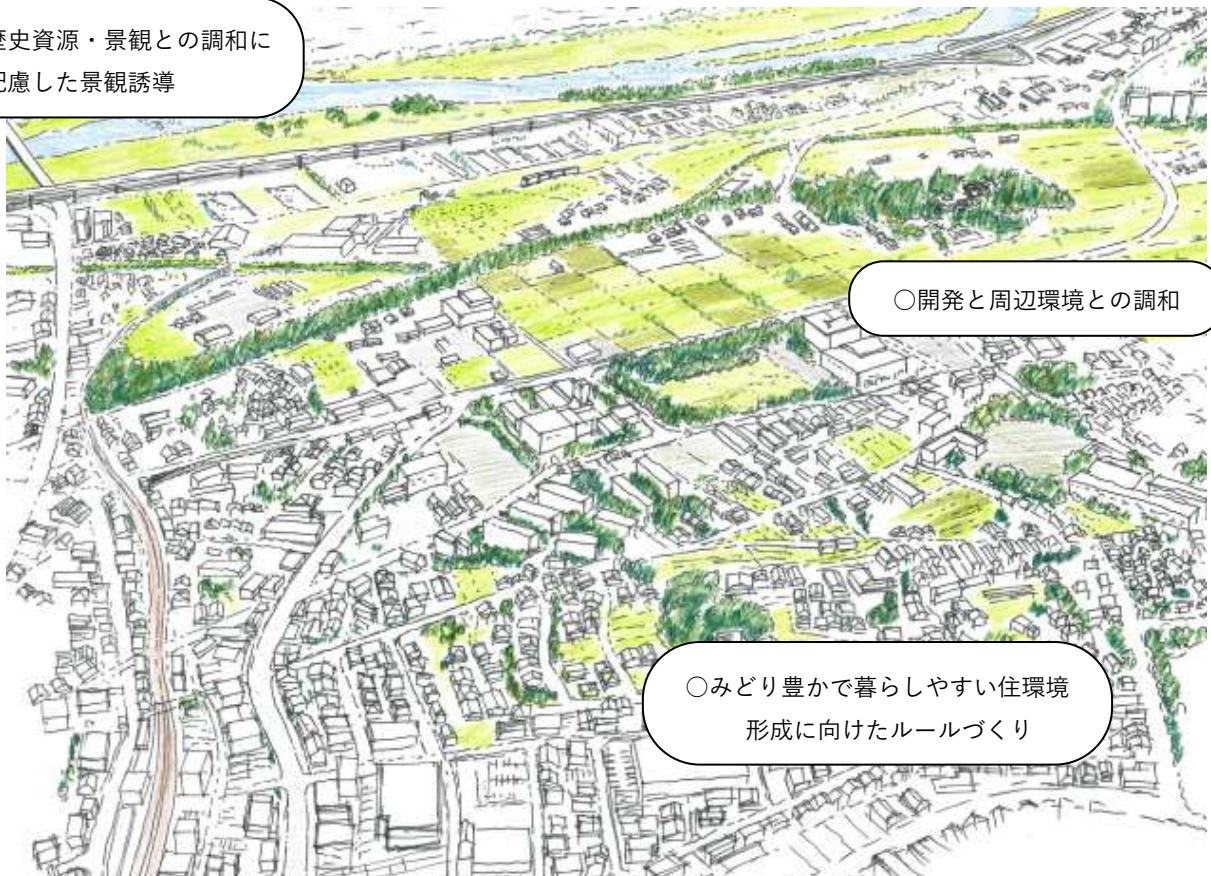 歴史資源・景観との調和に
配慮した景観誘導
○開発と周辺環境との調和
○みどり豊かで暮らしやすい住環境
形成に向けたルールづくり